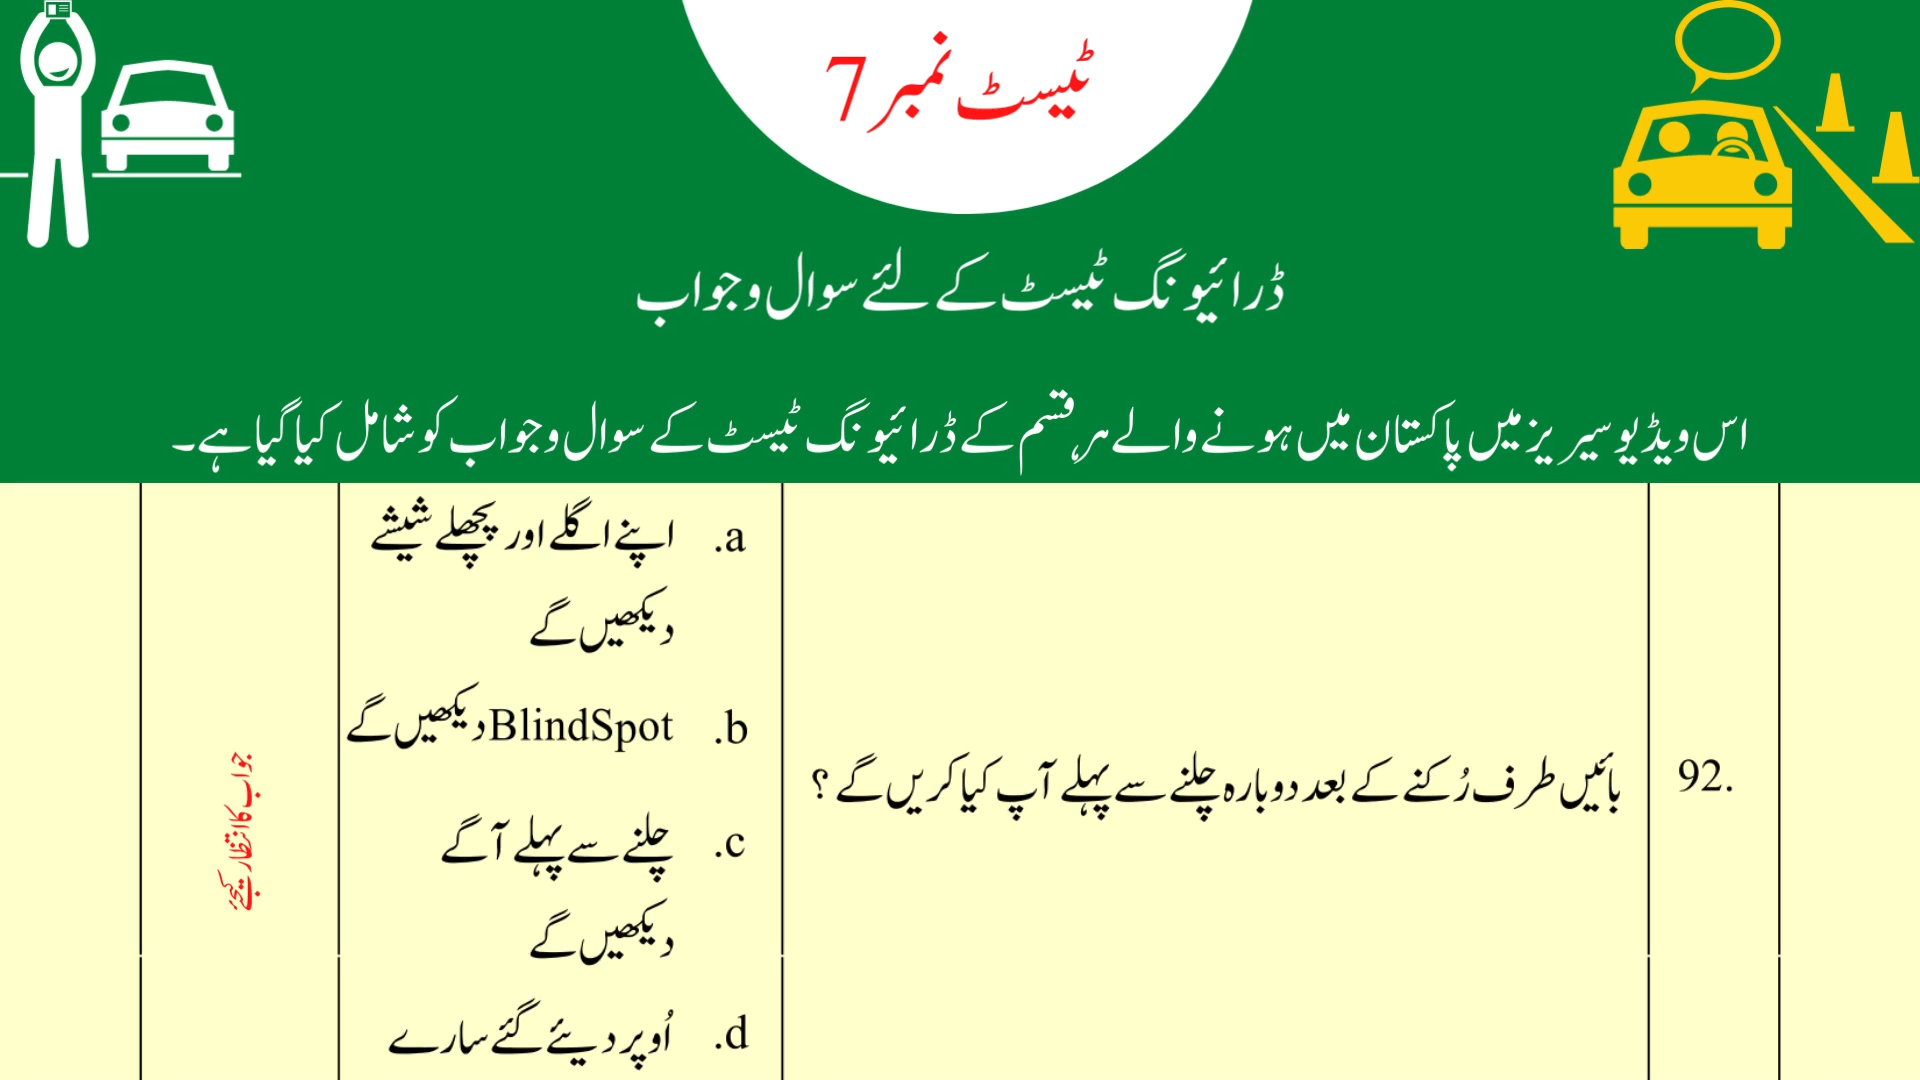 ٹیسٹ نمبر 7
ڈرائیونگ ٹیسٹ کے لئے سوال و جواب
اس ویڈیو سیریز میں پاکستان میں ہونے والے ہر قسم کے ڈرائیونگ ٹیسٹ کے سوال و جواب کو شامل کیا گیا ہے۔
92.
بائیں طرف رُکنے کے بعد دوبارہ چلنے سے پہلے آپ کیا کریں گے ؟
a. اپنے اگلے اور پچھلے شیشے
دیکھیں گے
b. BlindSpot دیکھیں گے
c. چلنے سے پہلے آگے
دیکھیں گے
d. اُوپر دیئے گئے سارے
جواب کا انتظار کیجئے